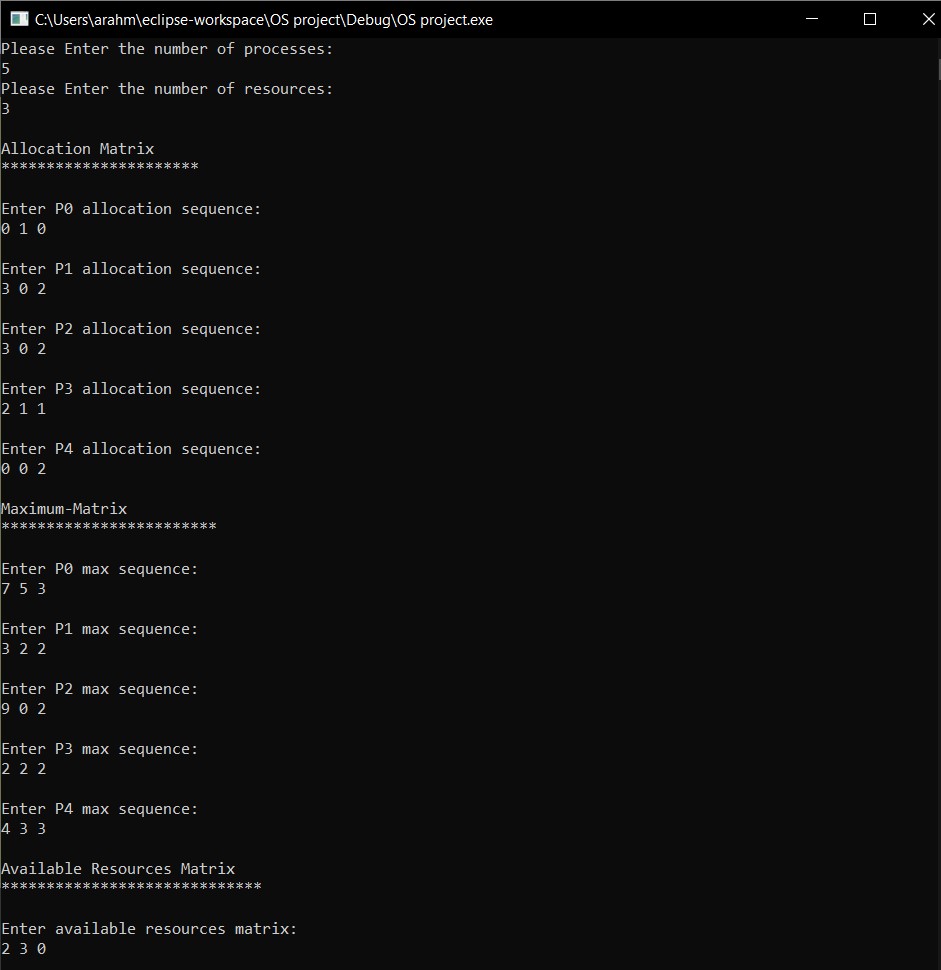 C:\Users\arahm\eclipse-workspace\OS project\Debug\OS project.exe
Please Enter the number of processes:
5
Please Enter the number of resources:
3
Allocation Matrix
**********************
Enter P0 allocation sequence:
0 1 0
Enter P1 allocation sequence:
3 0 2
Enter P2 allocation sequence:
3 0 2
Enter P3 allocation sequence:
2 1 1
Enter P4 allocation sequence:
0 0 2
Maximum-Matrix
************************
Enter P0 max sequence:
7 5 3
Enter P1 max sequence:
3 2 2
Enter P2 max sequence:
9 0 2
Enter P3 max sequence:
2 2 2
Enter P4 max sequence:
4 3 3
Available Resources Matrix
*****************************
Enter available resources matrix:
2 3 0